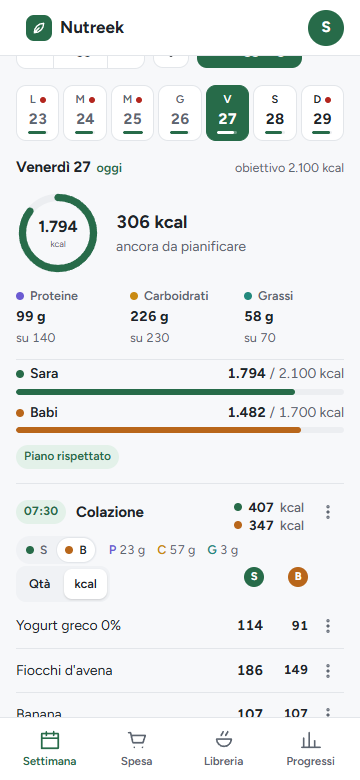 Nutreek
S
L M M G V S D
23 24 25 26 27 28 29
Venerdì 27 oggi obiettivo 2.100 kcal
1.794
kcal
306 kcal
ancora da pianificare
Proteine Carboidrati Grassi
99 g 226 g 58 g
su 140 su 230 su 70
Sara 1.794 / 2.100 kcal
Babi 1.482 / 1.700 kcal
Piano rispettato
07:30 Colazione 407 kcal
347 kcal
S B P 23 g C 57 g G 3 g
Qtà kcal S B
Yogurt greco 0% 114 91
Fiocchi d'avena 186 149
Banana 107 107
Settimana Spesa Libreria Progressi